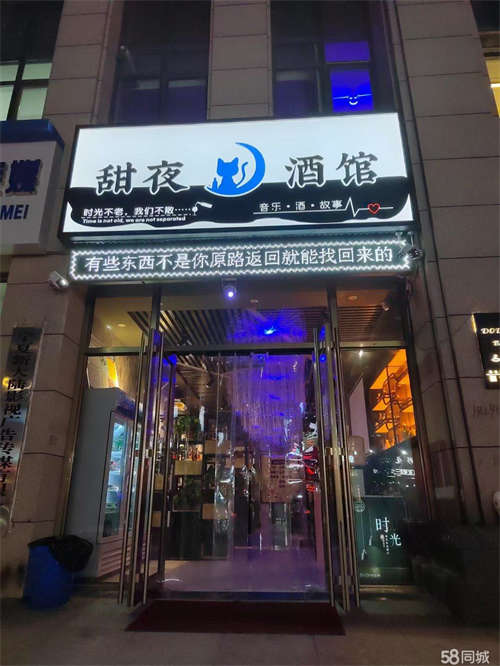 甜夜 酒馆
时光不老,我们不散......
Time is not old, we are not separated
音乐·酒·故事
有些东西不是你原路返回就能找回来的
MEI
时光
58同城